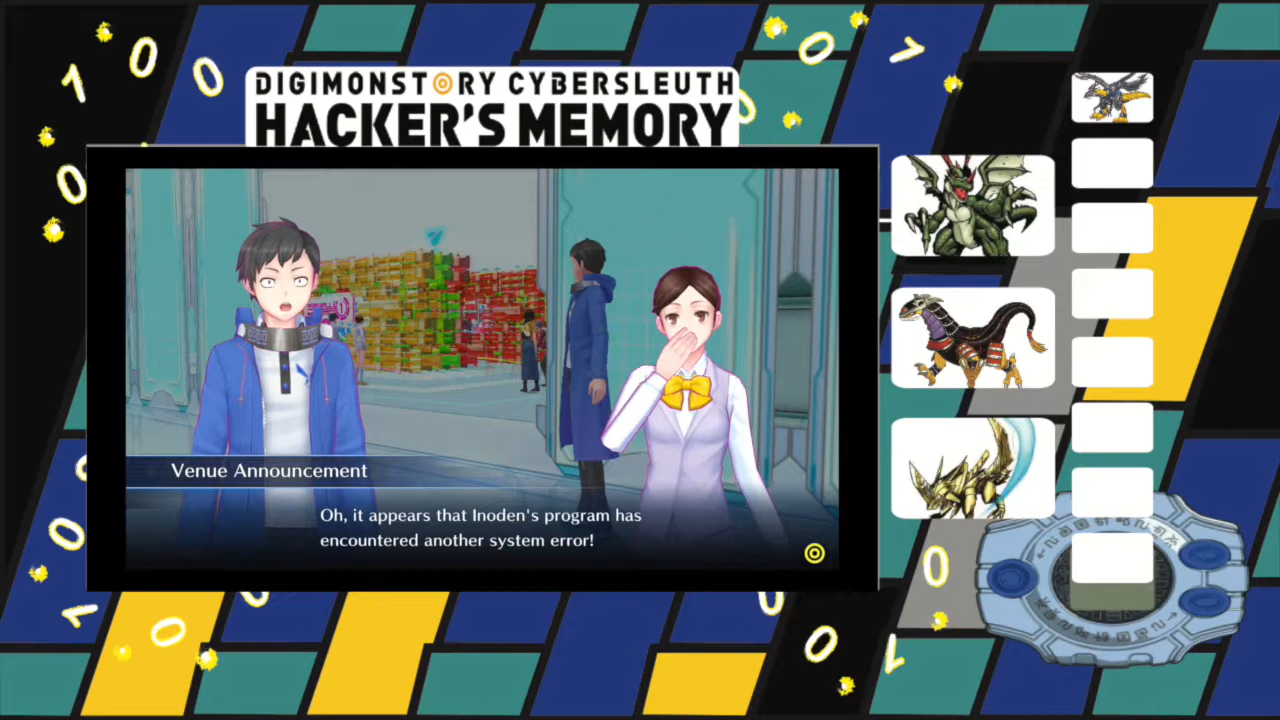 DIGIMONSTORY CYBERSLEUTH
HACKER'S MEMORY
Venue Announcement
Oh, it appears that Inoden's program has
encountered another system error!